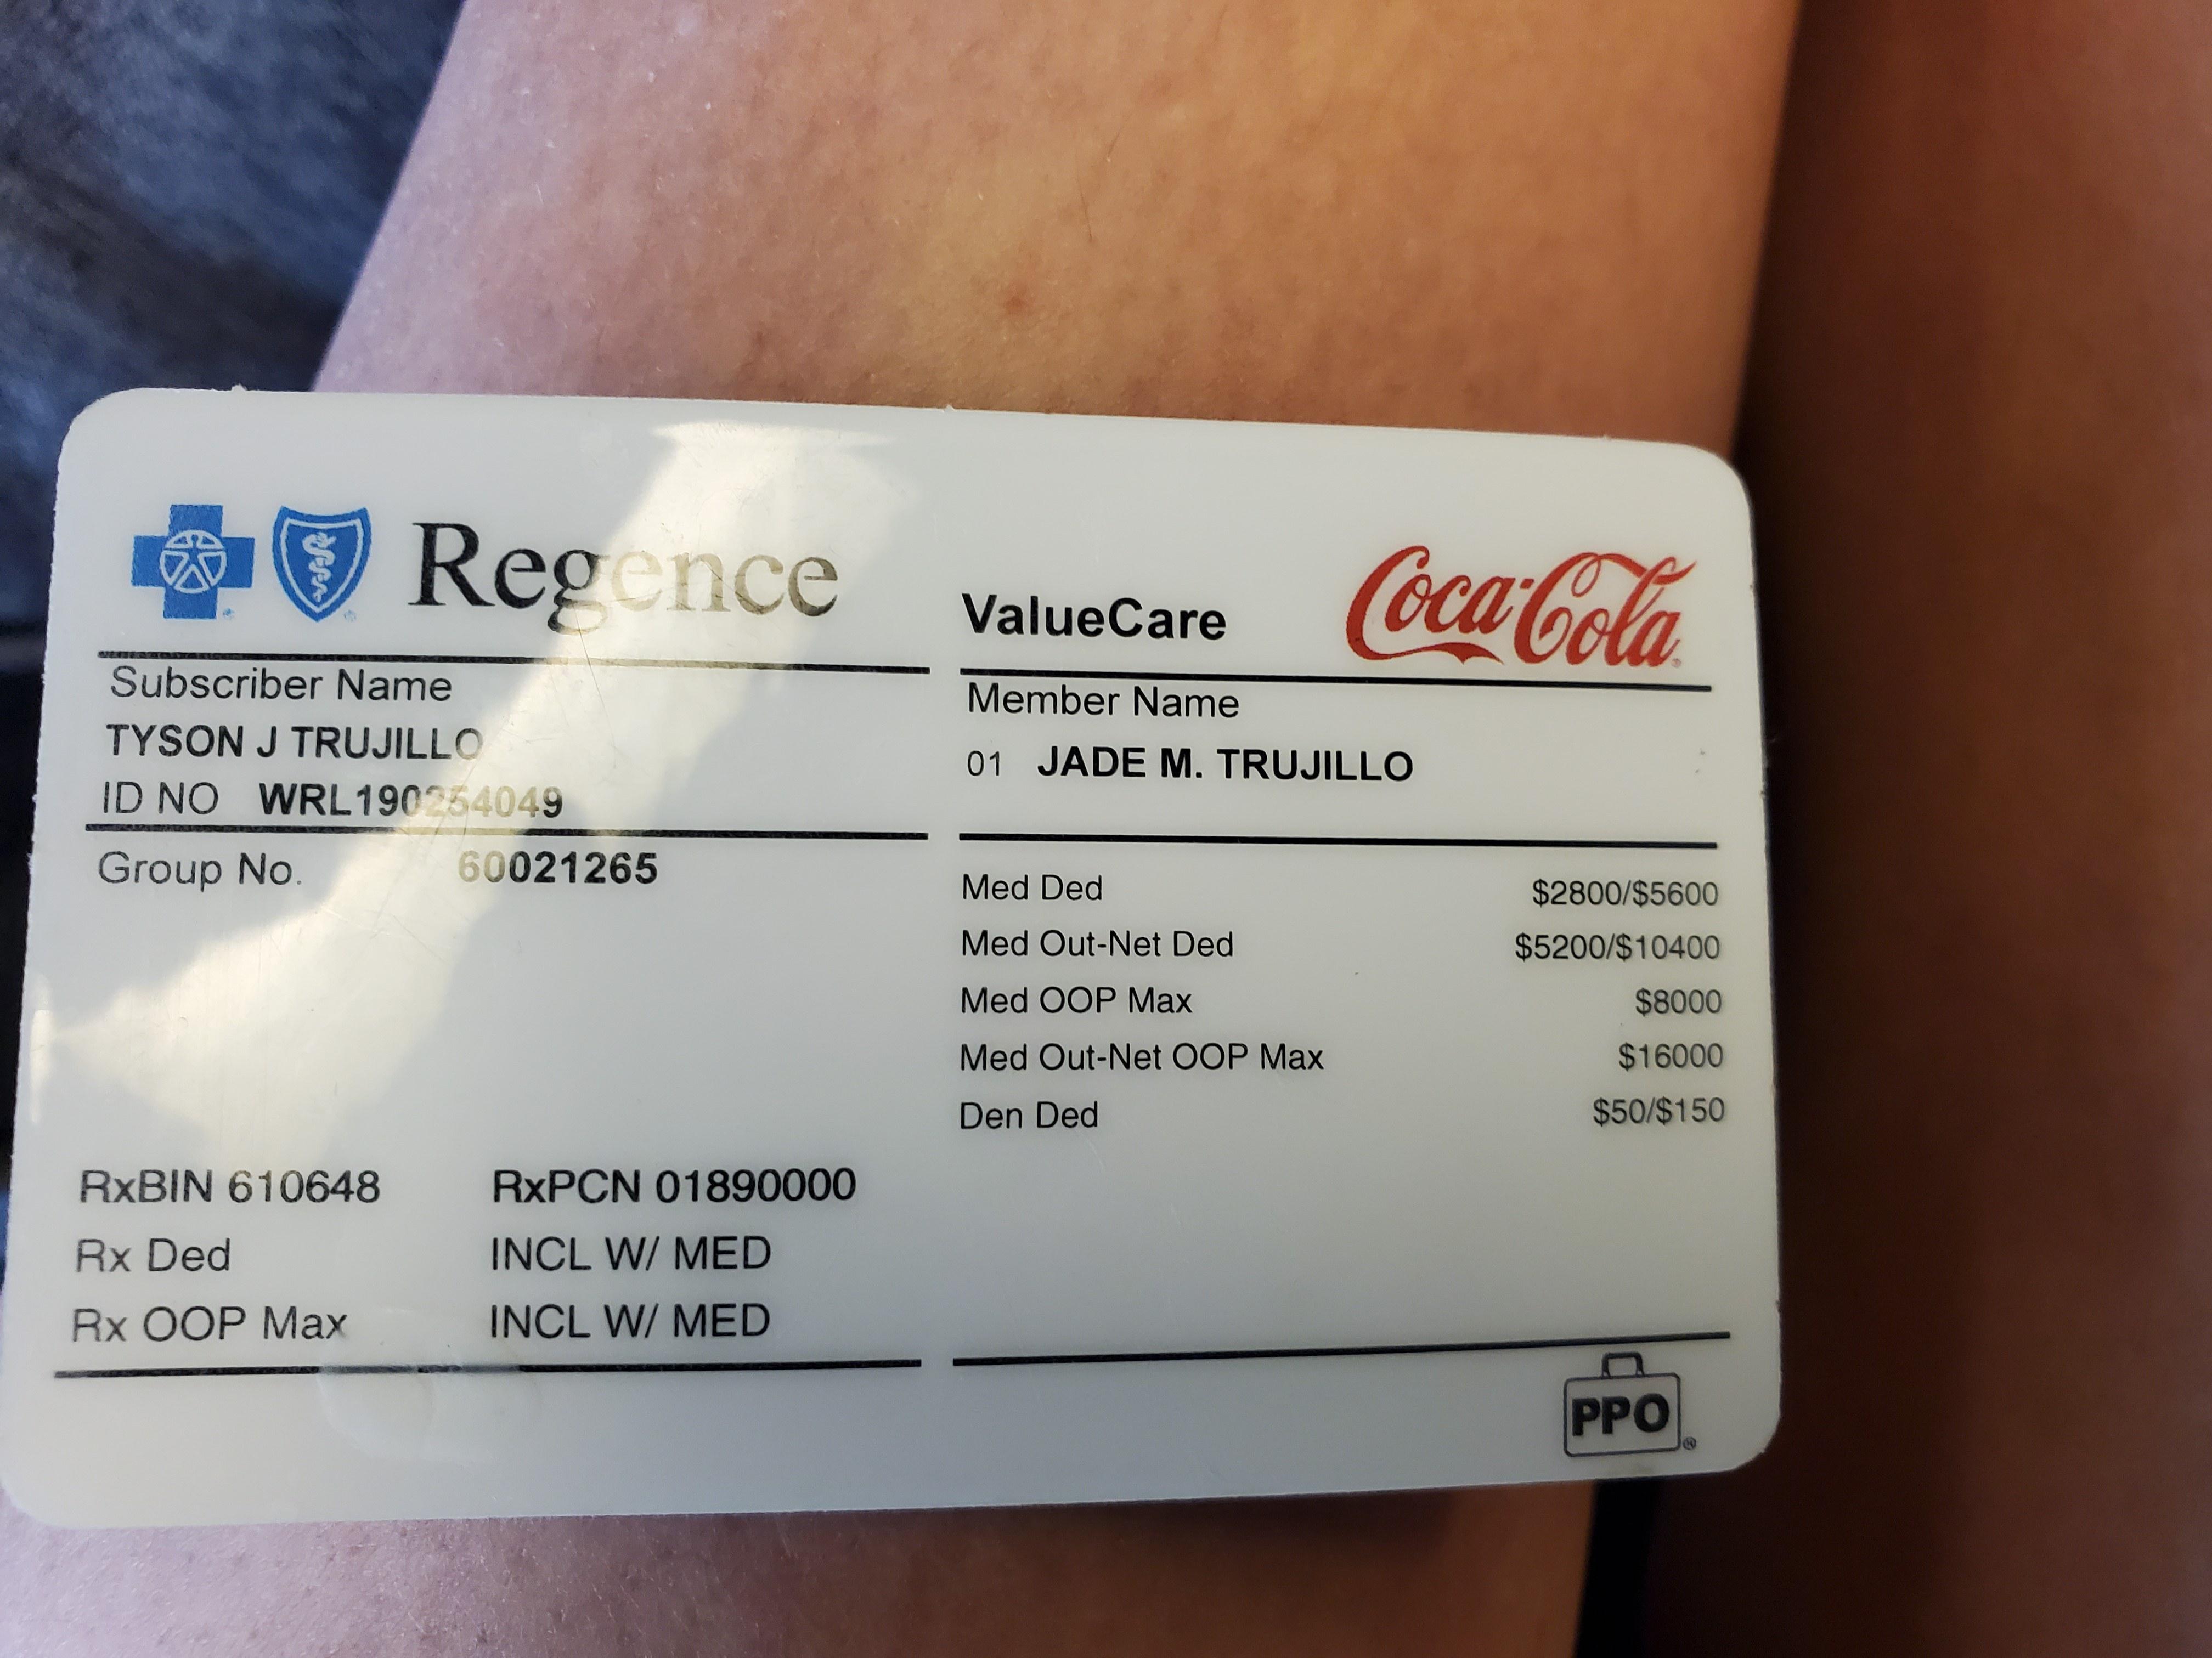 Regence
ValueCare
Coca-Cola
Subscriber Name
TYSON J TRUJILLO
ID NO WRL190254049
Group No. 60021265
Member Name
01 JADE M. TRUJILLO
Med Ded $2800/$5600
Med Out-Net Ded $5200/$10400
Med OOP Max $8000
Med Out-Net OOP Max $16000
Den Ded $50/$150
RxBIN 610648 RxPCN 01890000
Rx Ded INCL W/ MED
Rx OOP Max INCL W/ MED
PPO